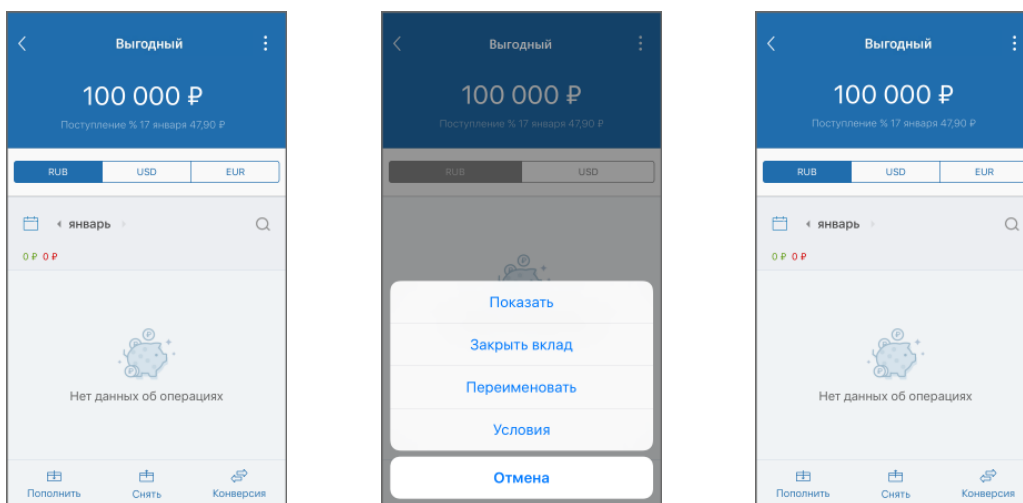 Выгодный
100 000 ₽
Поступление % 17 января 47,90 ₽
RUB USD EUR
январь
0 ₽ 0 ₽
Нет данных об операциях
Пополнить Снять Конверсия
Выгодный
100 000 ₽
Поступление % 17 января 47,90 ₽
RUB USD
Показать
Закрыть вклад
Переименовать
Условия
Отмена
Выгодный
100 000 ₽
Поступление % 17 января 47,90 ₽
RUB USD EUR
январь
0 ₽ 0 ₽
Нет данных об операциях
Пополнить Снять Конверсия